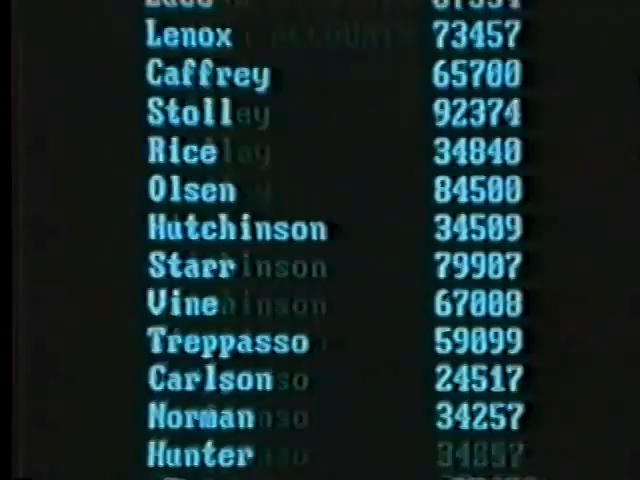 Lenox 73457
Caffrey 65700
Stoll 92374
Rice 34840
Olsen 84500
Hutchinson 34509
Starr 79907
Vine 67008
Treppasso 59099
Carlson 24517
Norman 34257
Hunter